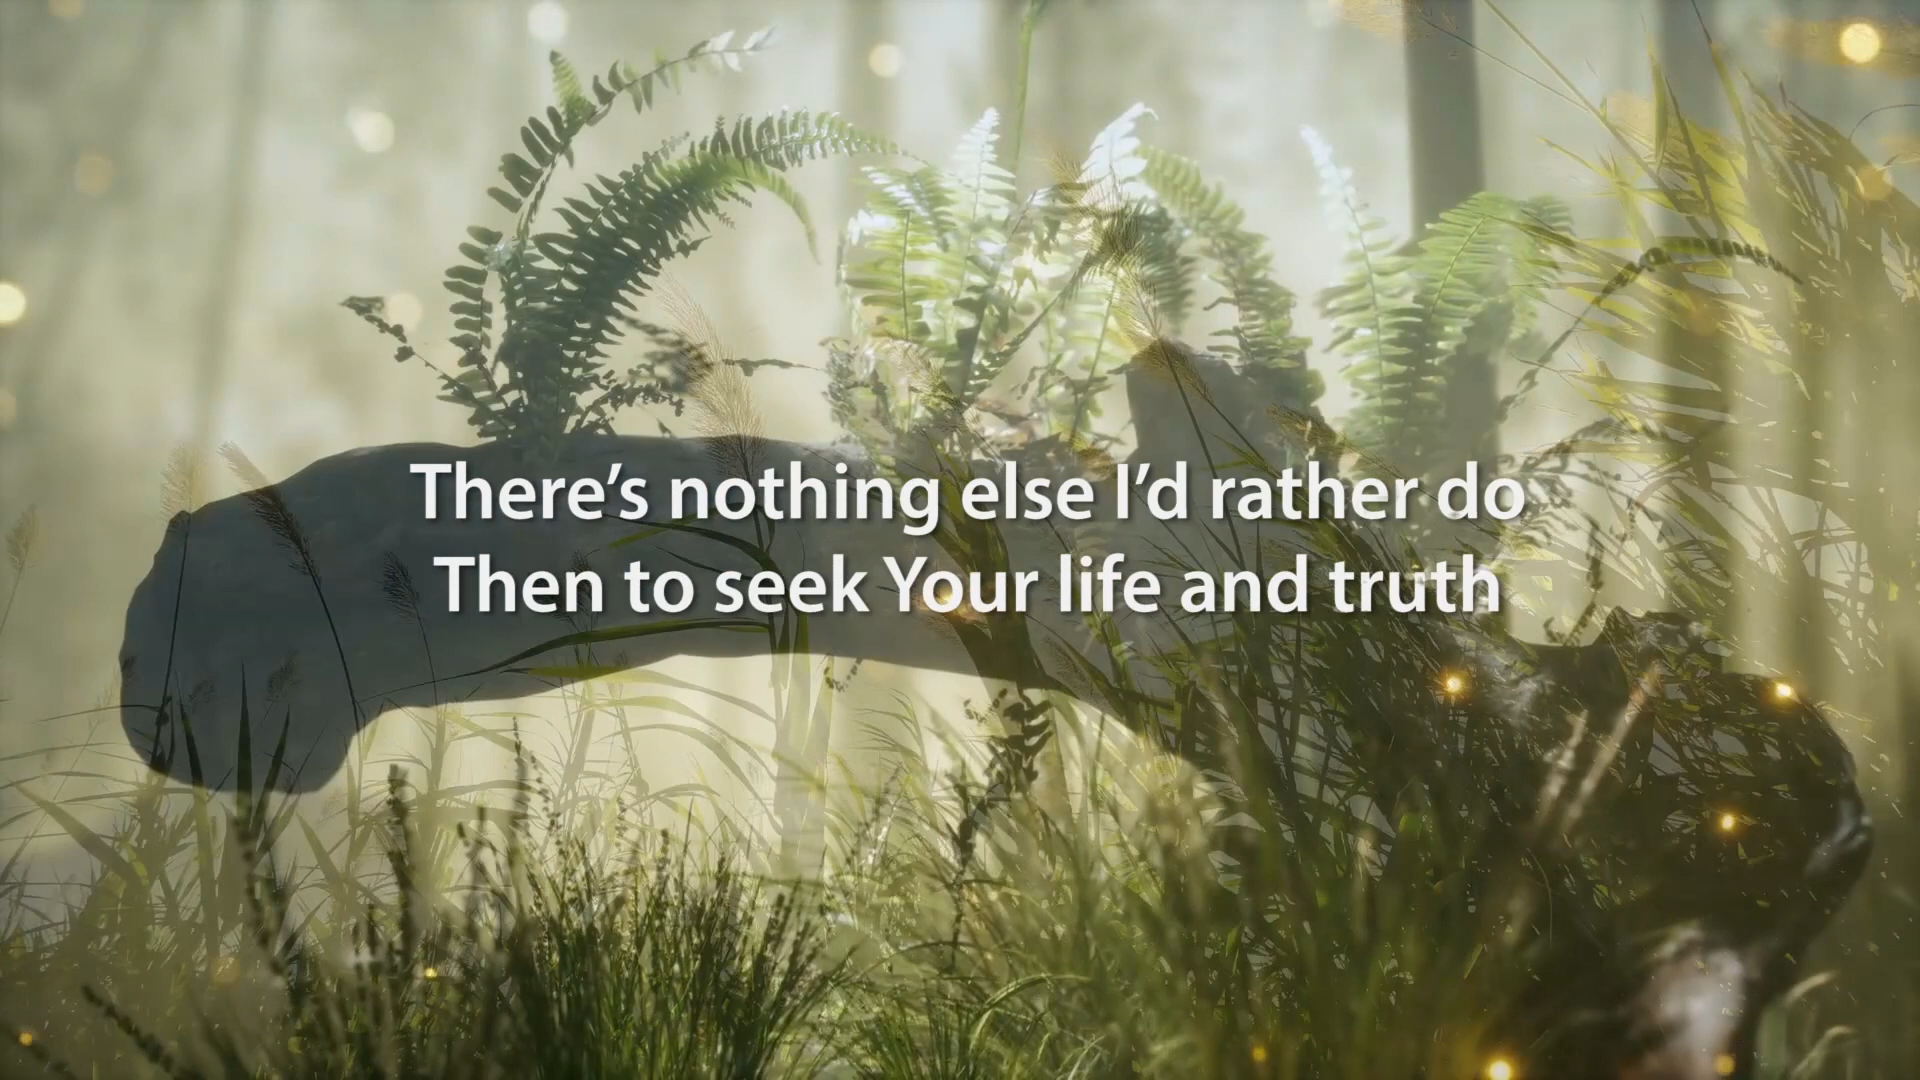 There’s nothing else I’d rather do
Then to seek Your life and truth